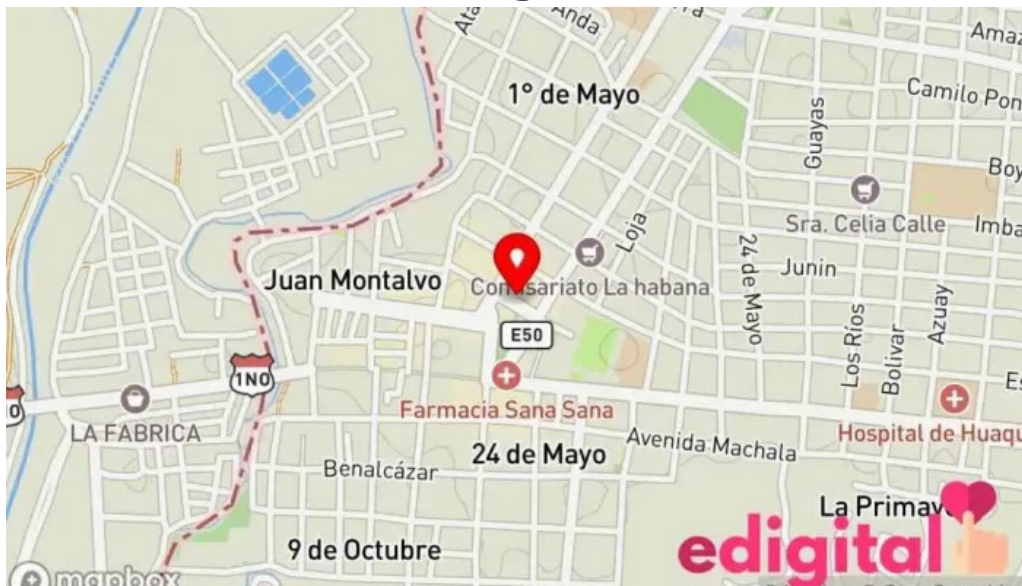 Anda
1° de Mayo
Camilo Pon
Guayas
Boy
Sra. Celia Calle
Imba
Loja
24 de Mayo
Juan Montalvo
Comisariato La habana
Junin
Azuay
Los Ríos
Bolivar
E50
1N0
LA FABRICA
Farmacia Sana Sana
Hospital de Huaqu
Avenida Machala
24 de Mayo
Benalcázar
La Primav
9 de Octubre
edigital
mapbox